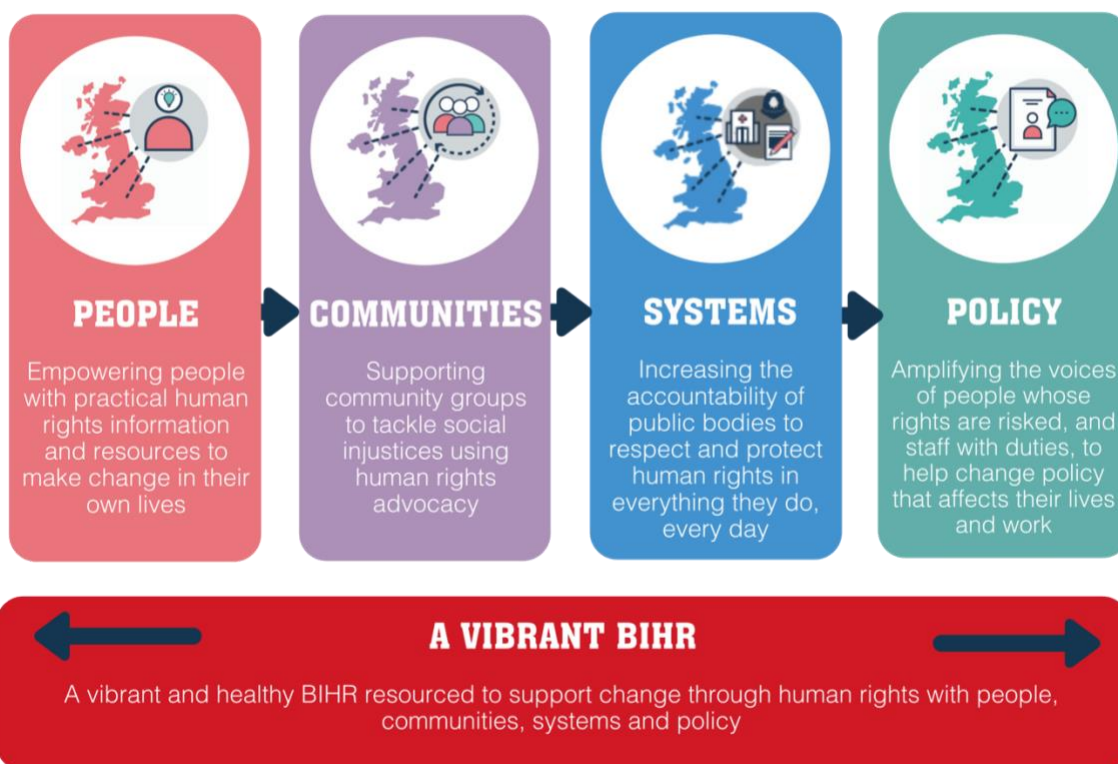 PEOPLE
Empowering people
with practical human
rights information
and resources to
make change in their
own lives
COMMUNITIES
Supporting
community groups
to tackle social
injustices using
human rights
advocacy
SYSTEMS
Increasing the
accountability of
public bodies to
respect and protect
human rights in
everything they do,
every day
POLICY
Amplifying the voices
of people whose
rights are risked, and
staff with duties, to
help change policy
that affects their lives
and work
A VIBRANT BIHR
A vibrant and healthy BIHR resourced to support change through human rights with people,
communities, systems and policy